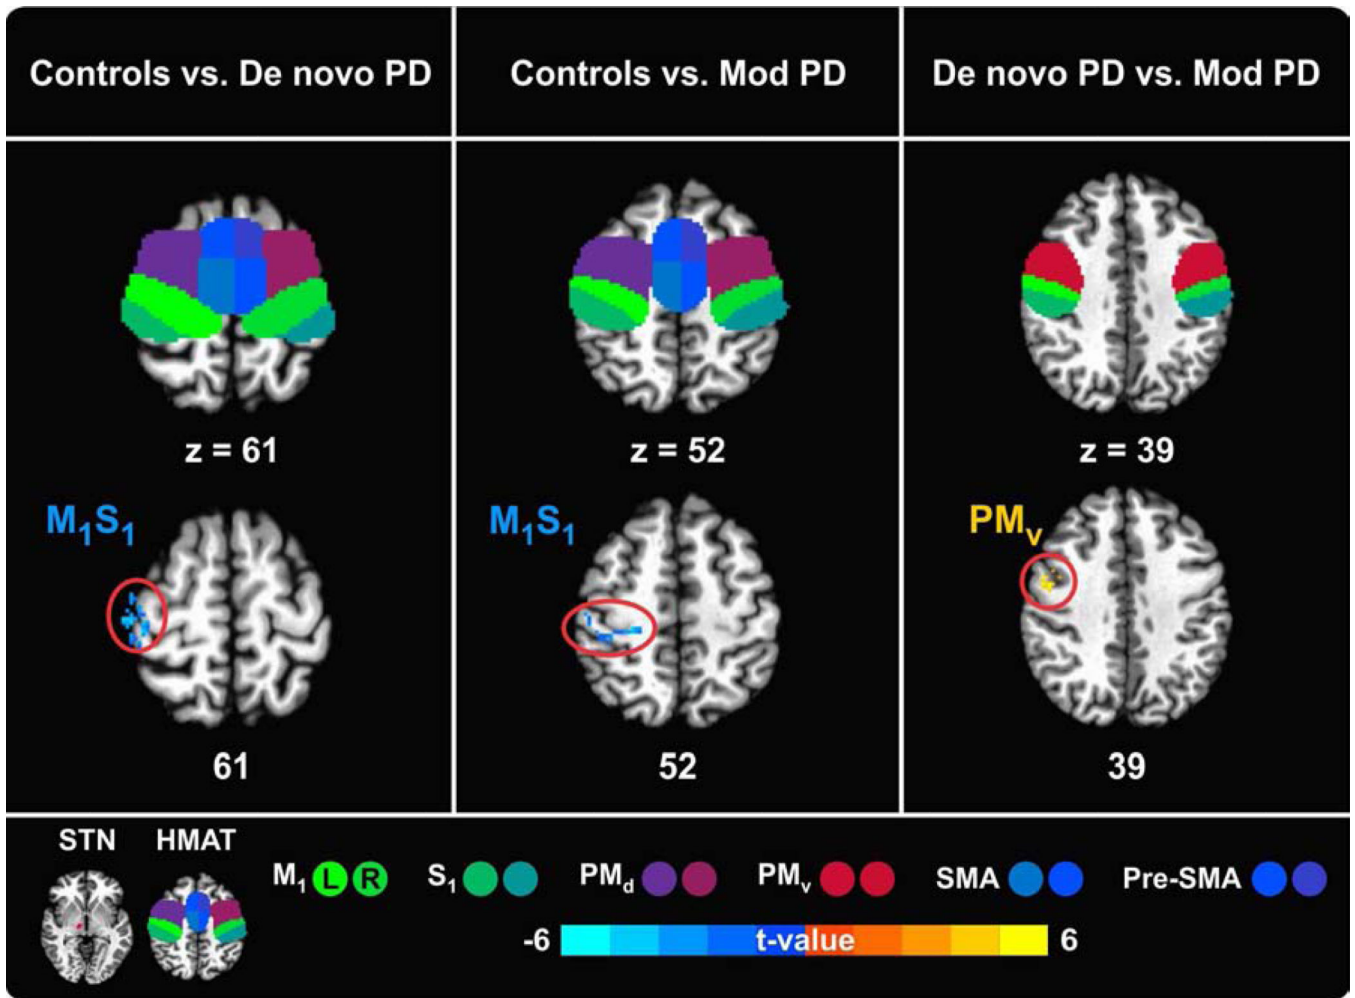 Controls vs. De novo PD
Controls vs. Mod PD
De novo PD vs. Mod PD
z = 61
z = 52
z = 39
M₁S₁
M₁S₁
PMᵥ
61
52
39
STN
HMAT
M₁ L R
S₁
PM_d
PMᵥ
SMA
Pre-SMA
-6
t-value
6